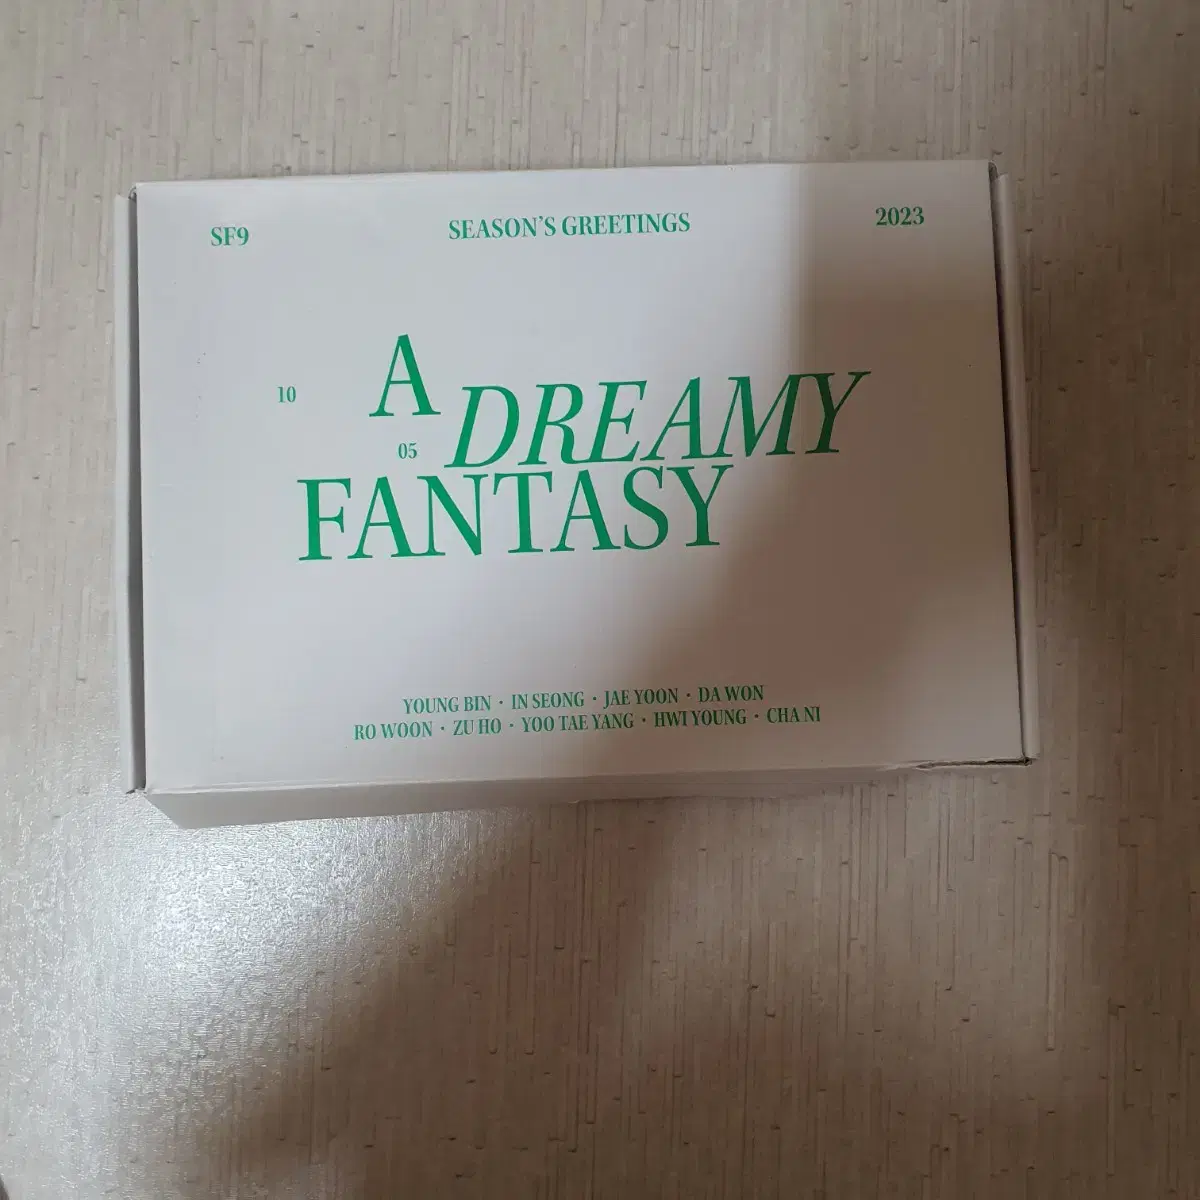 SF9 SEASON'S GREETINGS 2023
10 A DREAMY
05
FANTASY
YOUNG BIN · IN SEONG · JAE YOON · DA WON
RO WOON · ZU HO · YOO TAE YANG · HWI YOUNG · CHA NI